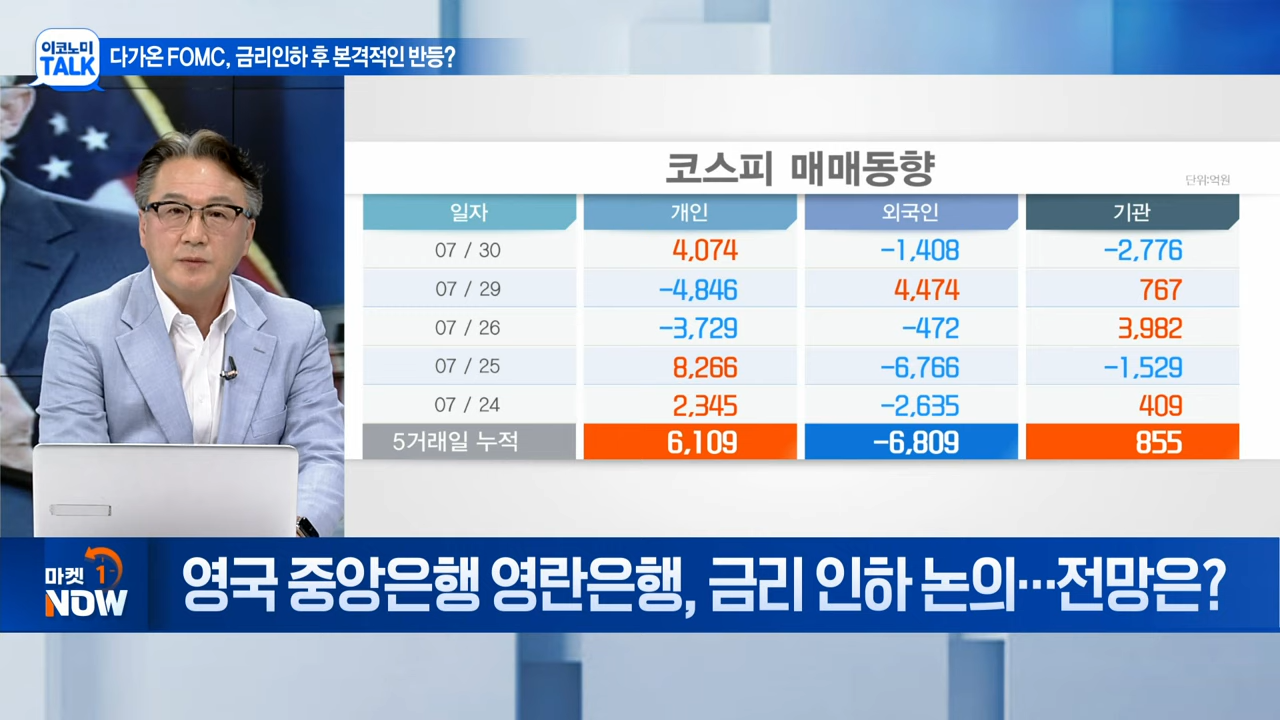 이코노미
TALK
다가온 FOMC, 금리인하 후 본격적인 반등?
코스피 매매동향
단위:억원
일자 개인 외국인 기관
07 / 30 4,074 -1,408 -2,776
07 / 29 -4,846 4,474 767
07 / 26 -3,729 -472 3,982
07 / 25 8,266 -6,766 -1,529
07 / 24 2,345 -2,635 409
5거래일 누적 6,109 -6,809 855
마켓 1
NOW
영국 중앙은행 영란은행, 금리 인하 논의…전망은?